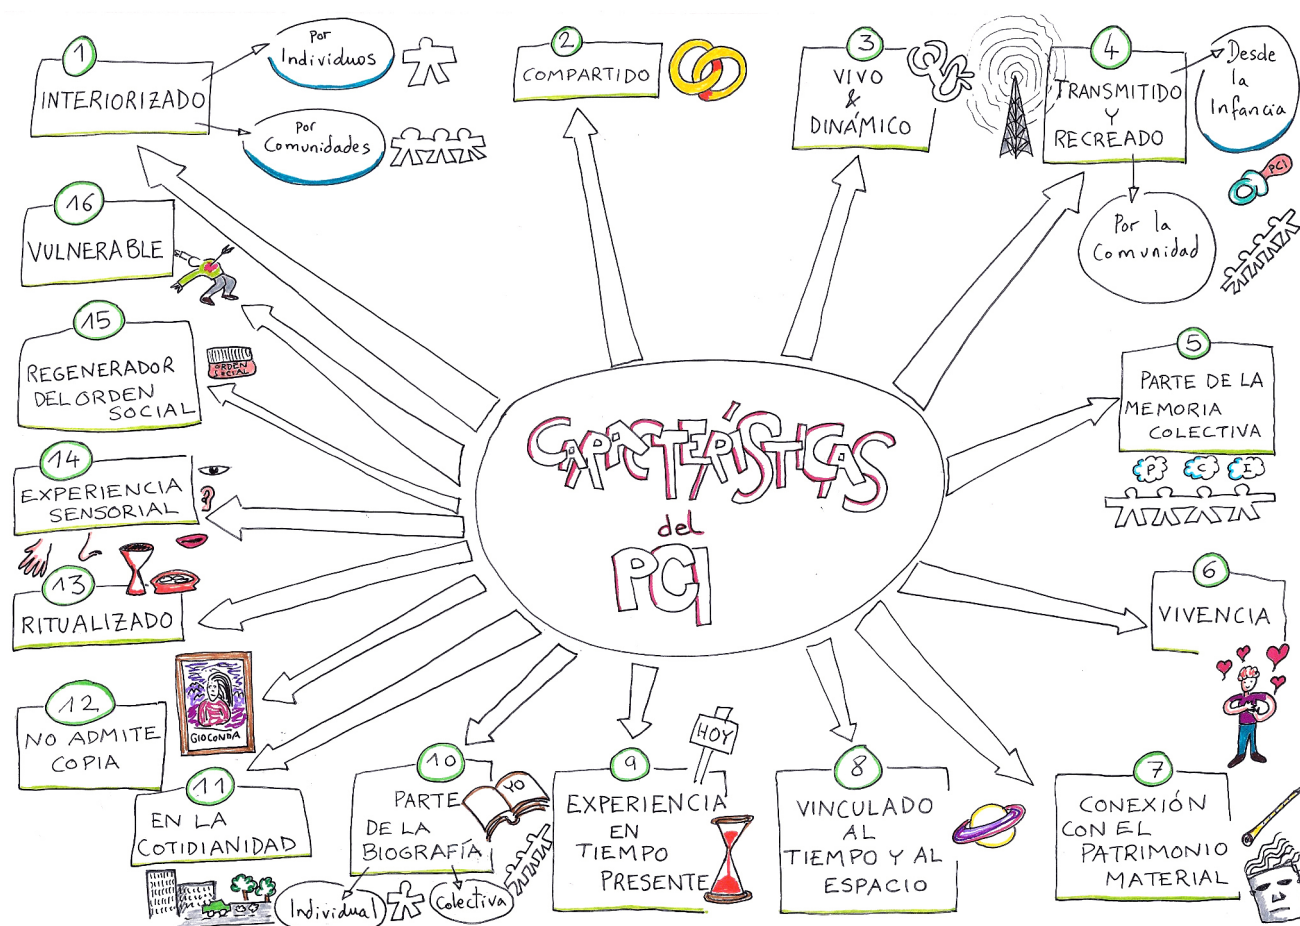 CARACTERÍSTICAS
del
PCI
1
INTERIORIZADO
Por
Individuos
Por
Comunidades
2
COMPARTIDO
3
VIVO
&
DINÁMICO
4
TRANSMITIDO
Y
RECREADO
Desde
la
Infancia
PCI
Por la
Comunidad
5
PARTE DE LA
MEMORIA
COLECTIVA
P C I
6
VIVENCIA
7
CONEXIÓN
CON EL
PATRIMONIO
MATERIAL
8
VINCULADO
AL
TIEMPO Y AL
ESPACIO
9
HOY
EXPERIENCIA
EN
TIEMPO
PRESENTE
10
PARTE
DE LA
BIOGRAFÍA
YO
Individual
Colectiva
11
EN LA
COTIDIANIDAD
12
NO ADMITE
COPIA
GIOCONDA
13
RITUALIZADO
14
EXPERIENCIA
SENSORIAL
15
REGENERADOR
DEL ORDEN
SOCIAL
ORDEN
SOCIAL
16
VULNERABLE